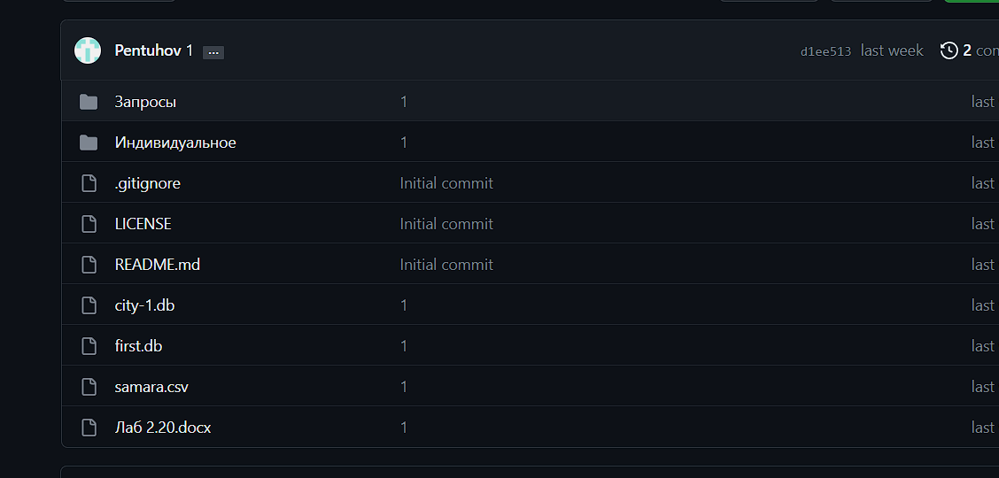 Pentuhov 1 ... d1ee513 last week 2 com
Запросы 1 last
Индивидуальное 1 last
.gitignore Initial commit last
LICENSE Initial commit last
README.md Initial commit last
city-1.db 1 last
first.db 1 last
samara.csv 1 last
Лаб 2.20.docx 1 last